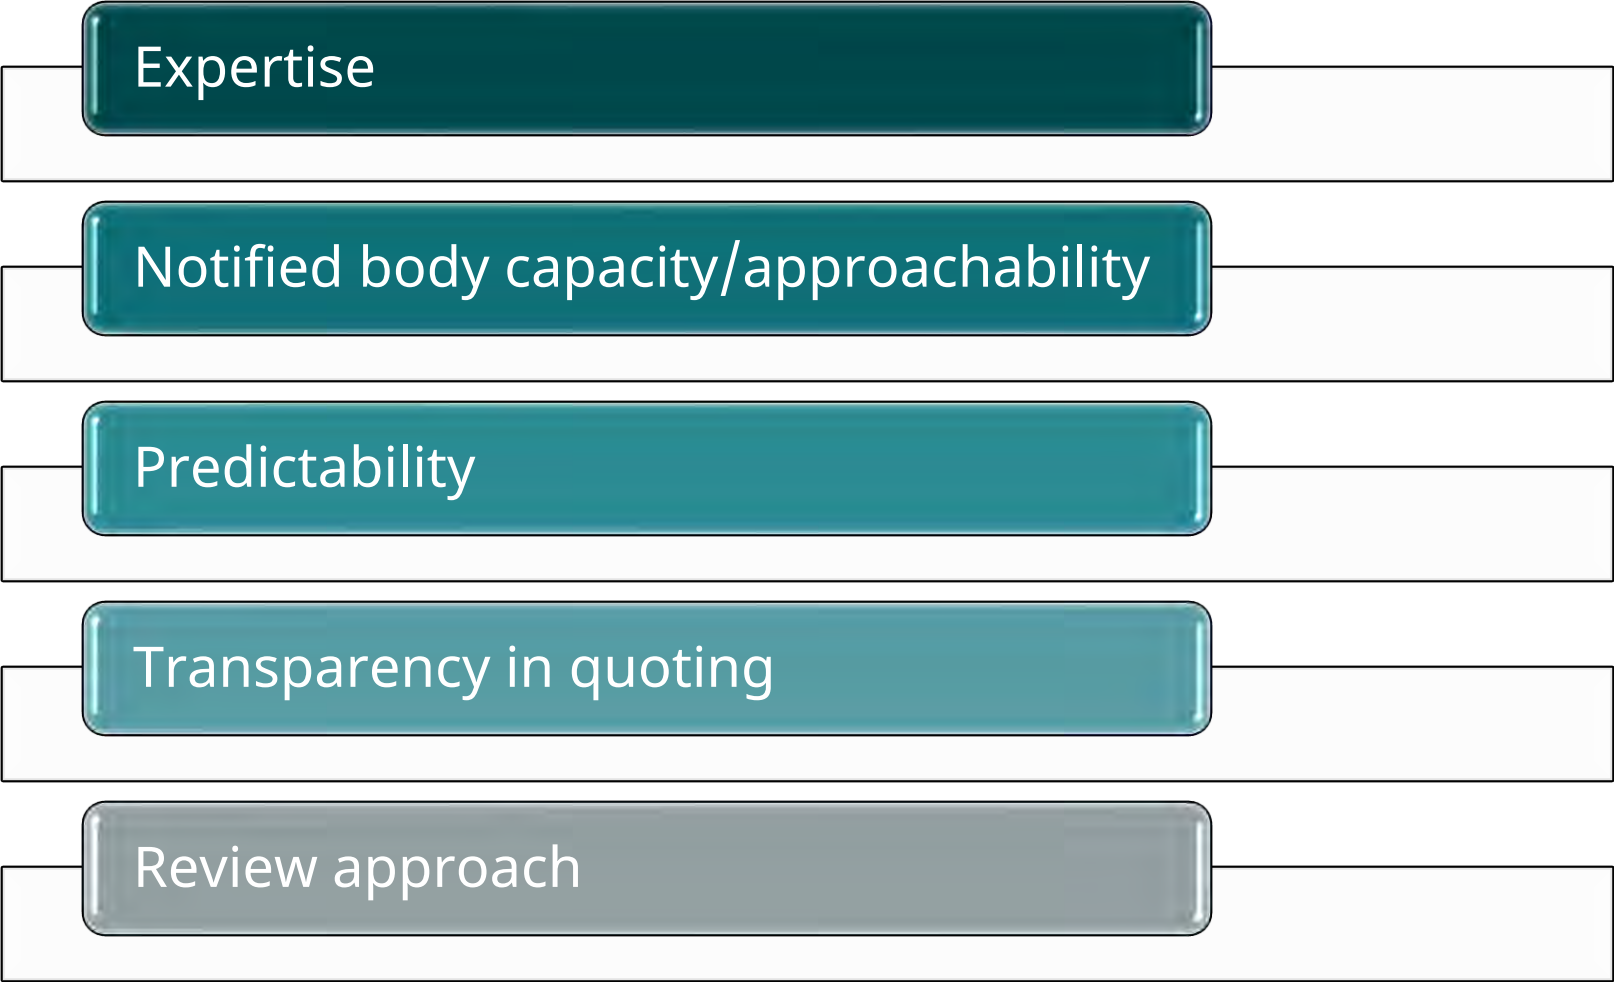 Expertise
Notified body capacity/approachability
Predictability
Transparency in quoting
Review approach